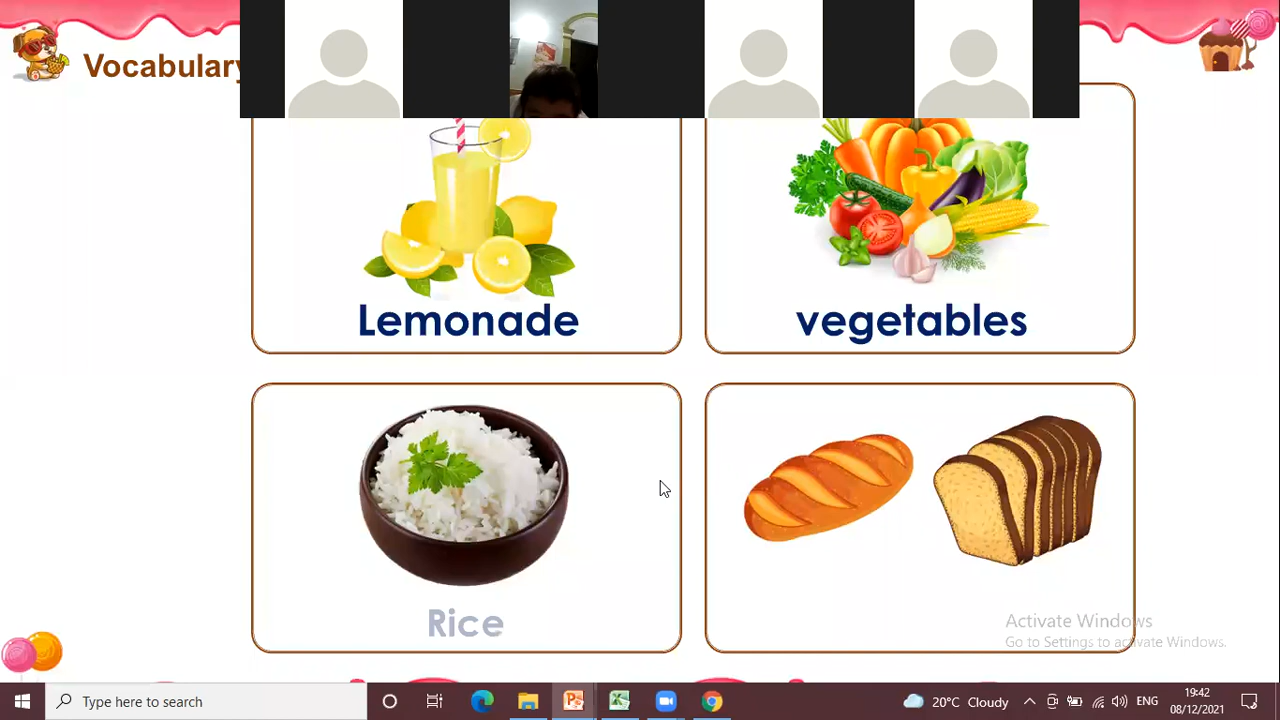 Vocabulary
Lemonade
vegetables
Rice
Activate Windows
Go to Settings to activate Windows.
Type here to search
20°C Cloudy
ENG
19:42
08/12/2021